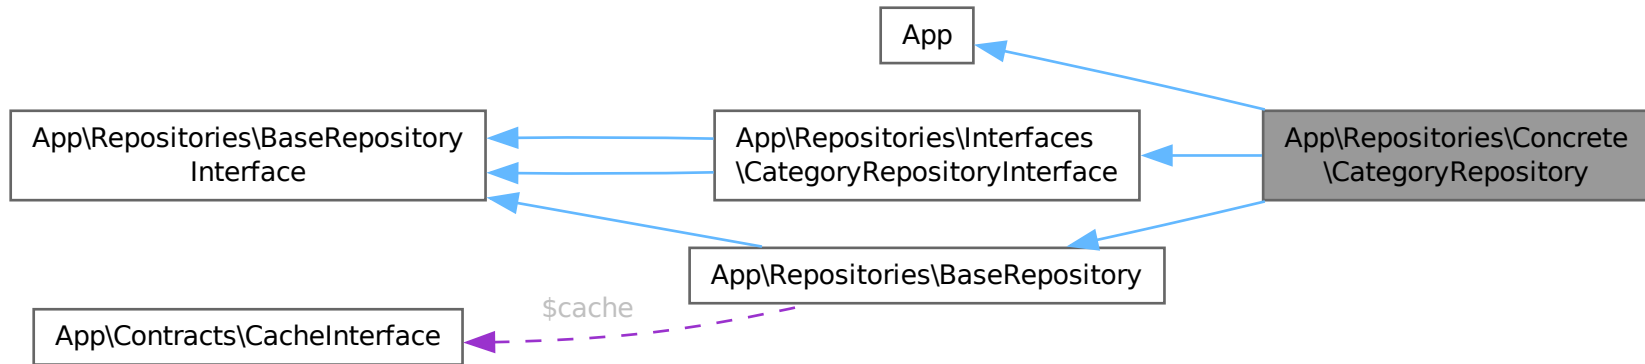 App
App\Repositories\BaseRepository
Interface
App\Repositories\Interfaces
\CategoryRepositoryInterface
App\Repositories\Concrete
\CategoryRepository
App\Repositories\BaseRepository
$cache
App\Contracts\CacheInterface